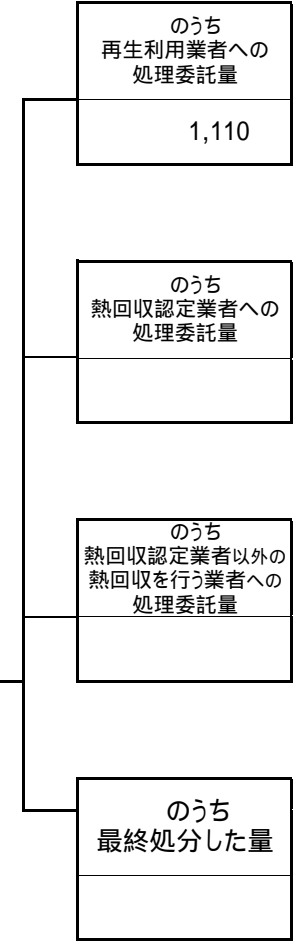 のうち
再生利用業者への
処理委託量
1,110
のうち
熱回収認定業者への
処理委託量
のうち
熱回収認定業者以外の
熱回収を行う業者への
処理委託量
のうち
最終処分した量